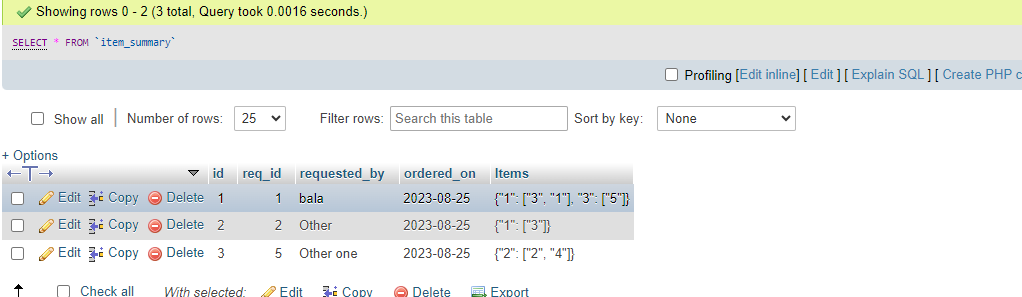 Showing rows 0 - 2 (3 total, Query took 0.0016 seconds.)
SELECT * FROM `item_summary`
Profiling [Edit inline] [ Edit ] [ Explain SQL ] [ Create PHP c
Show all | Number of rows: 25 Filter rows: Search this table Sort by key: None
+ Options
←T→ id req_id requested_by ordered_on Items
Edit Copy Delete 1 1 bala 2023-08-25 {"1": ["3", "1"], "3": ["5"]}
Edit Copy Delete 2 2 Other 2023-08-25 {"1": ["3"]}
Edit Copy Delete 3 5 Other one 2023-08-25 {"2": ["2", "4"]}
Check all With selected: Edit Copy Delete Export